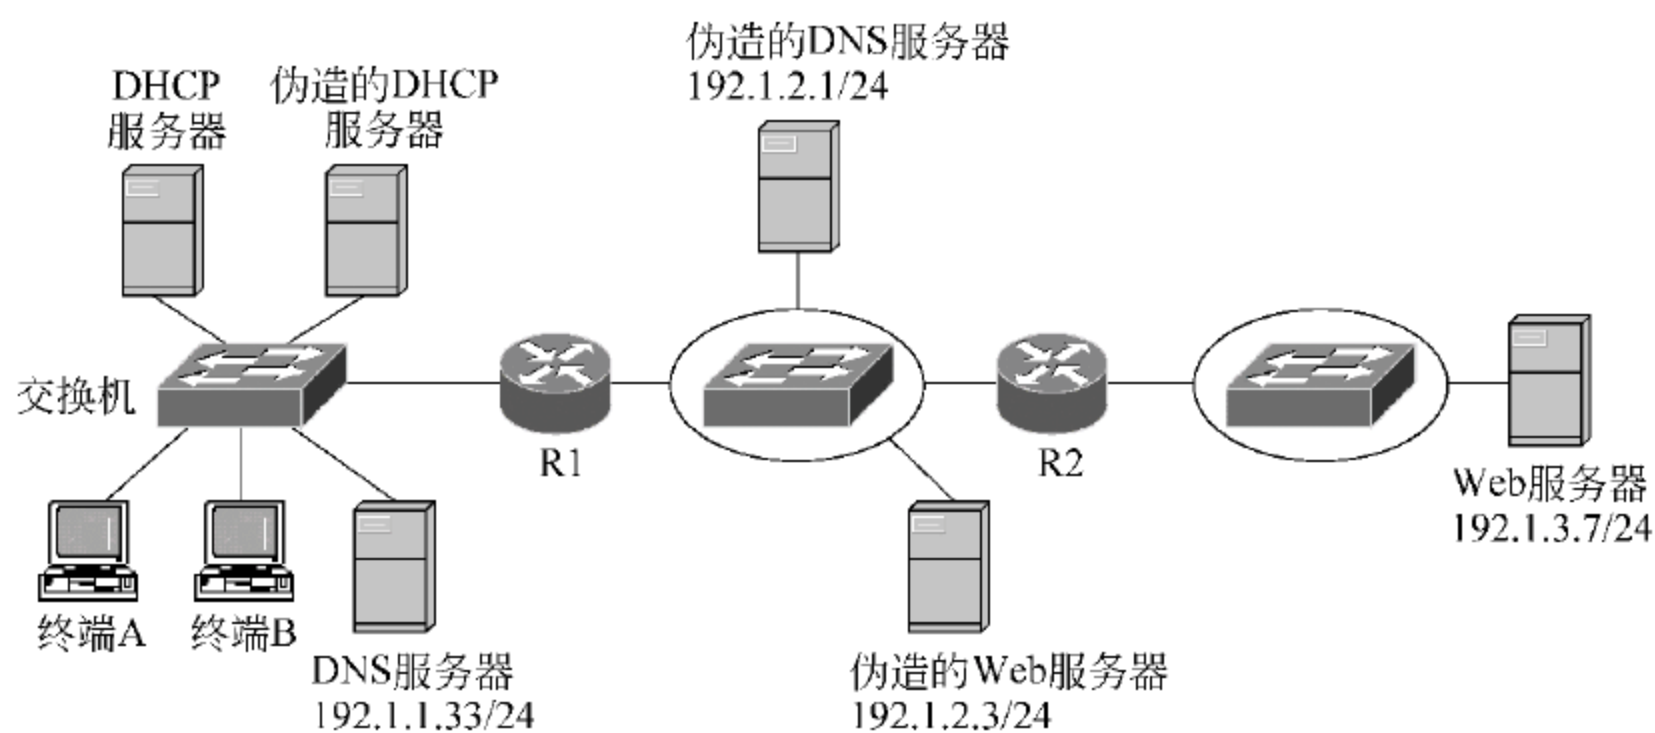 伪造的DNS服务器
192.1.2.1/24
DHCP
服务器
伪造的DHCP
服务器
交换机
R1
R2
Web服务器
192.1.3.7/24
终端A
终端B
DNS服务器
192.1.1.33/24
伪造的Web服务器
192.1.2.3/24